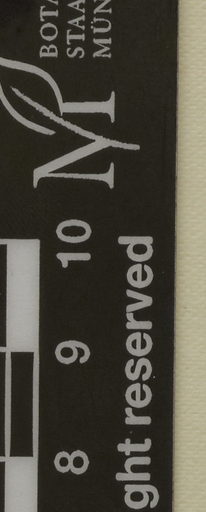 BOTA
STAA
MÜN
M
8 9 10
ght reserved